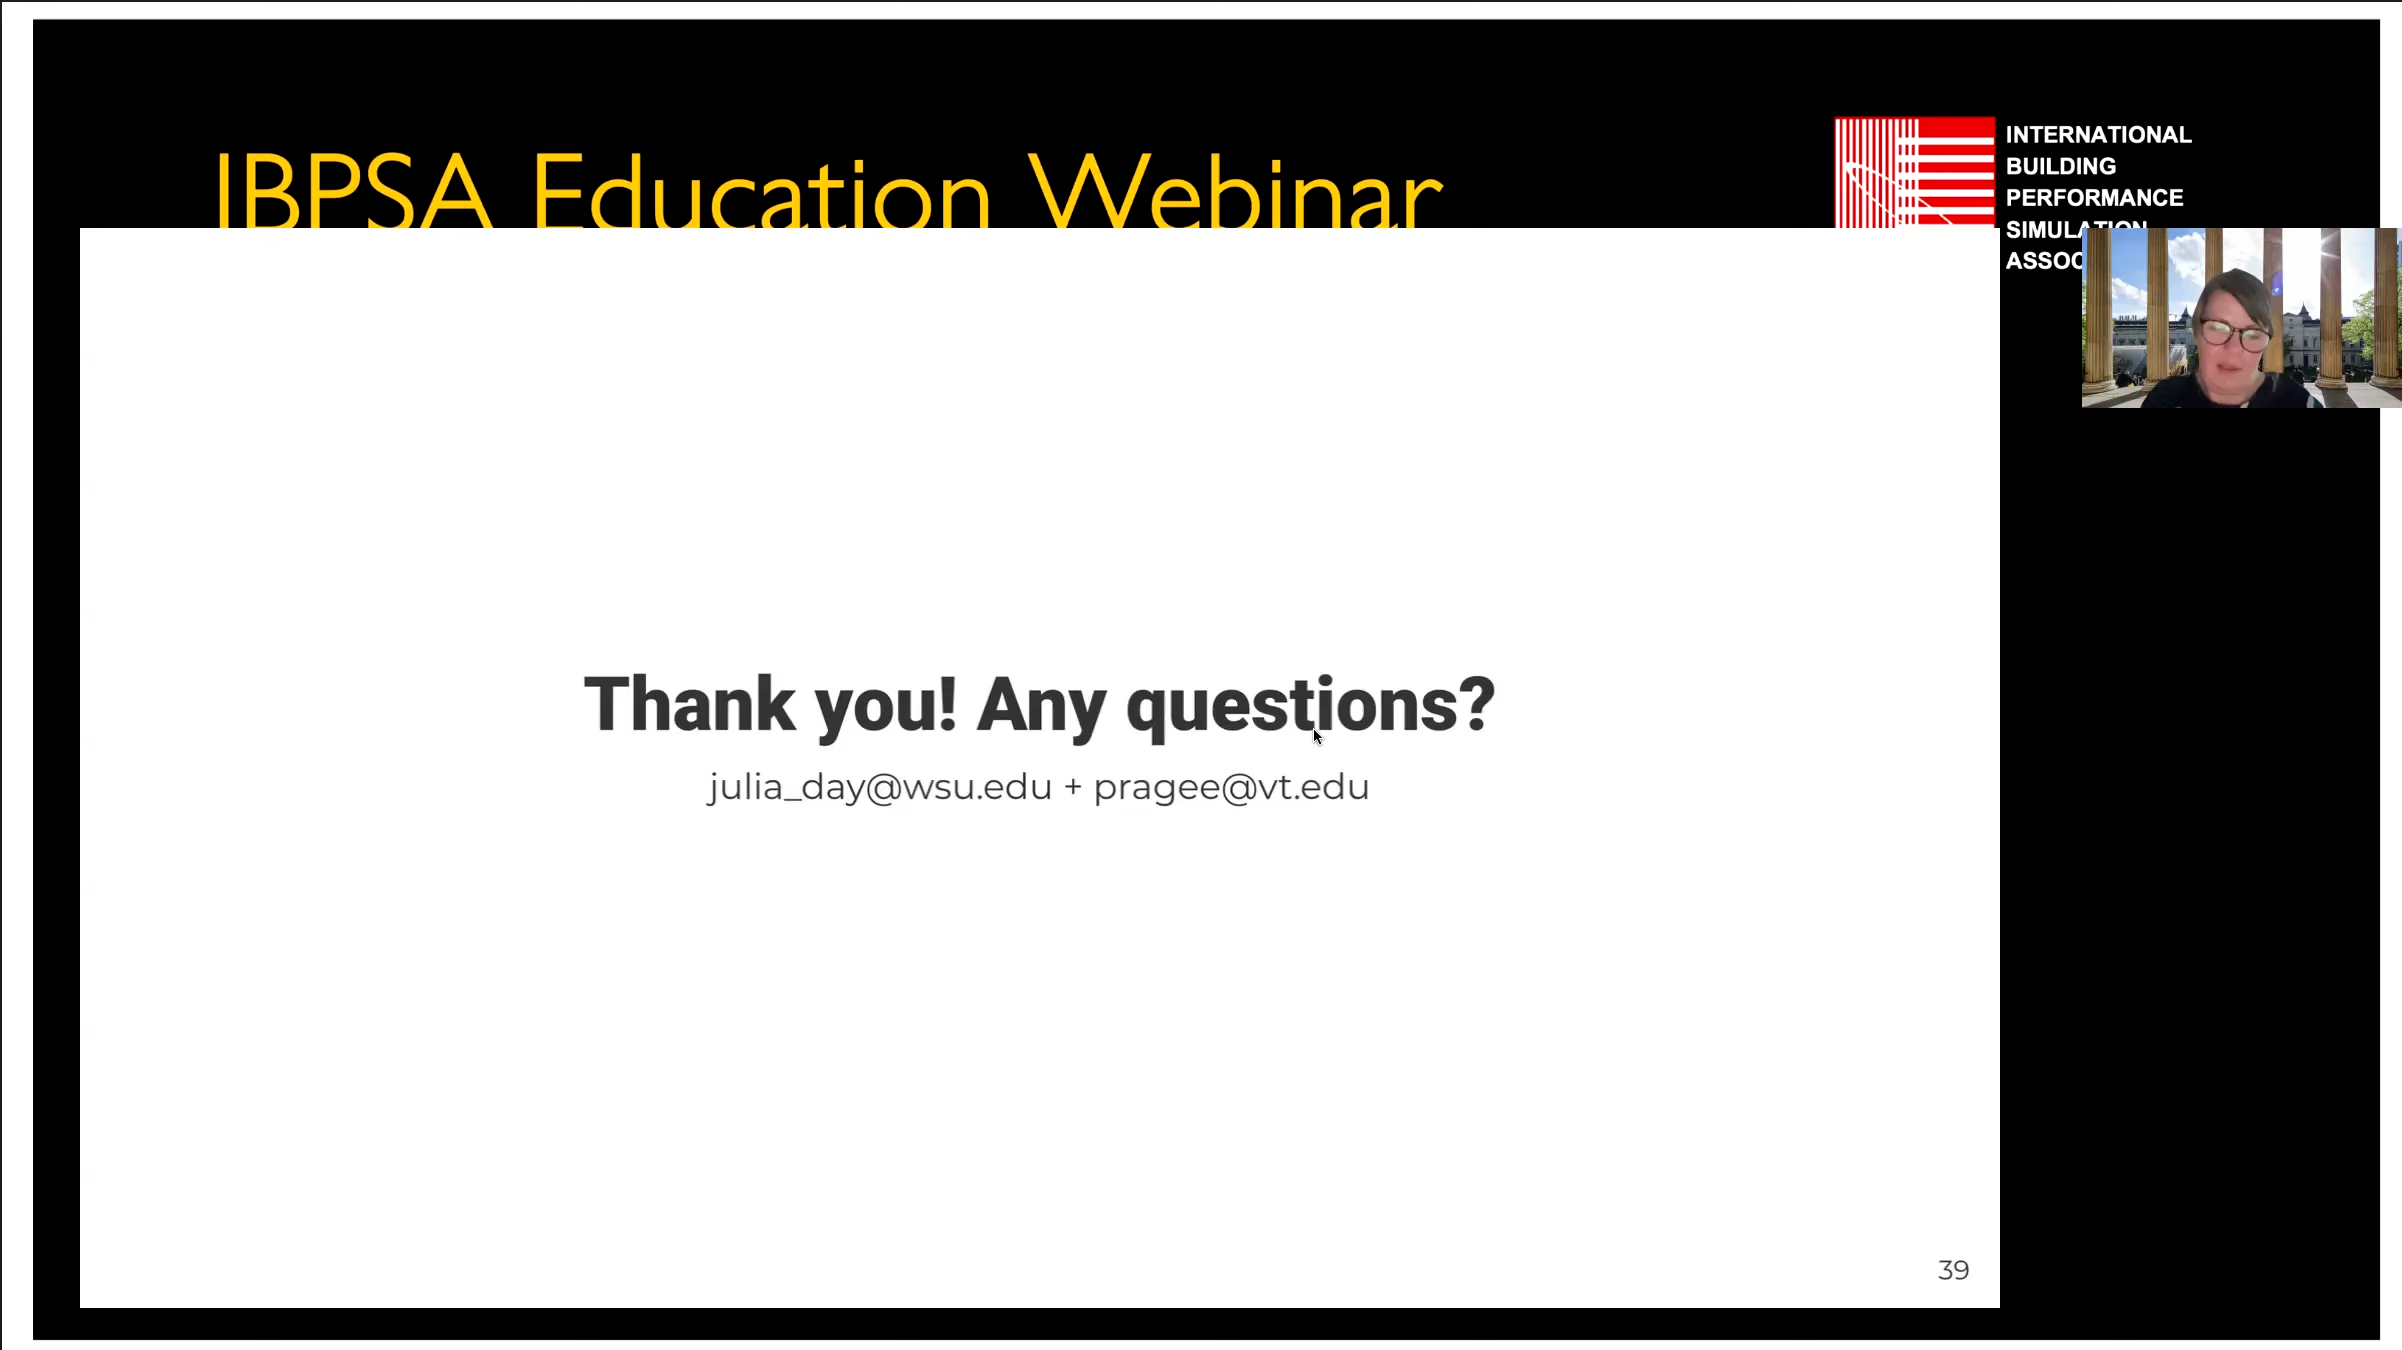 IBPSA Education Webinar
INTERNATIONAL
BUILDING
PERFORMANCE
SIMULATION
ASSOC
Thank you! Any questions?
julia_day@wsu.edu + pragee@vt.edu
39